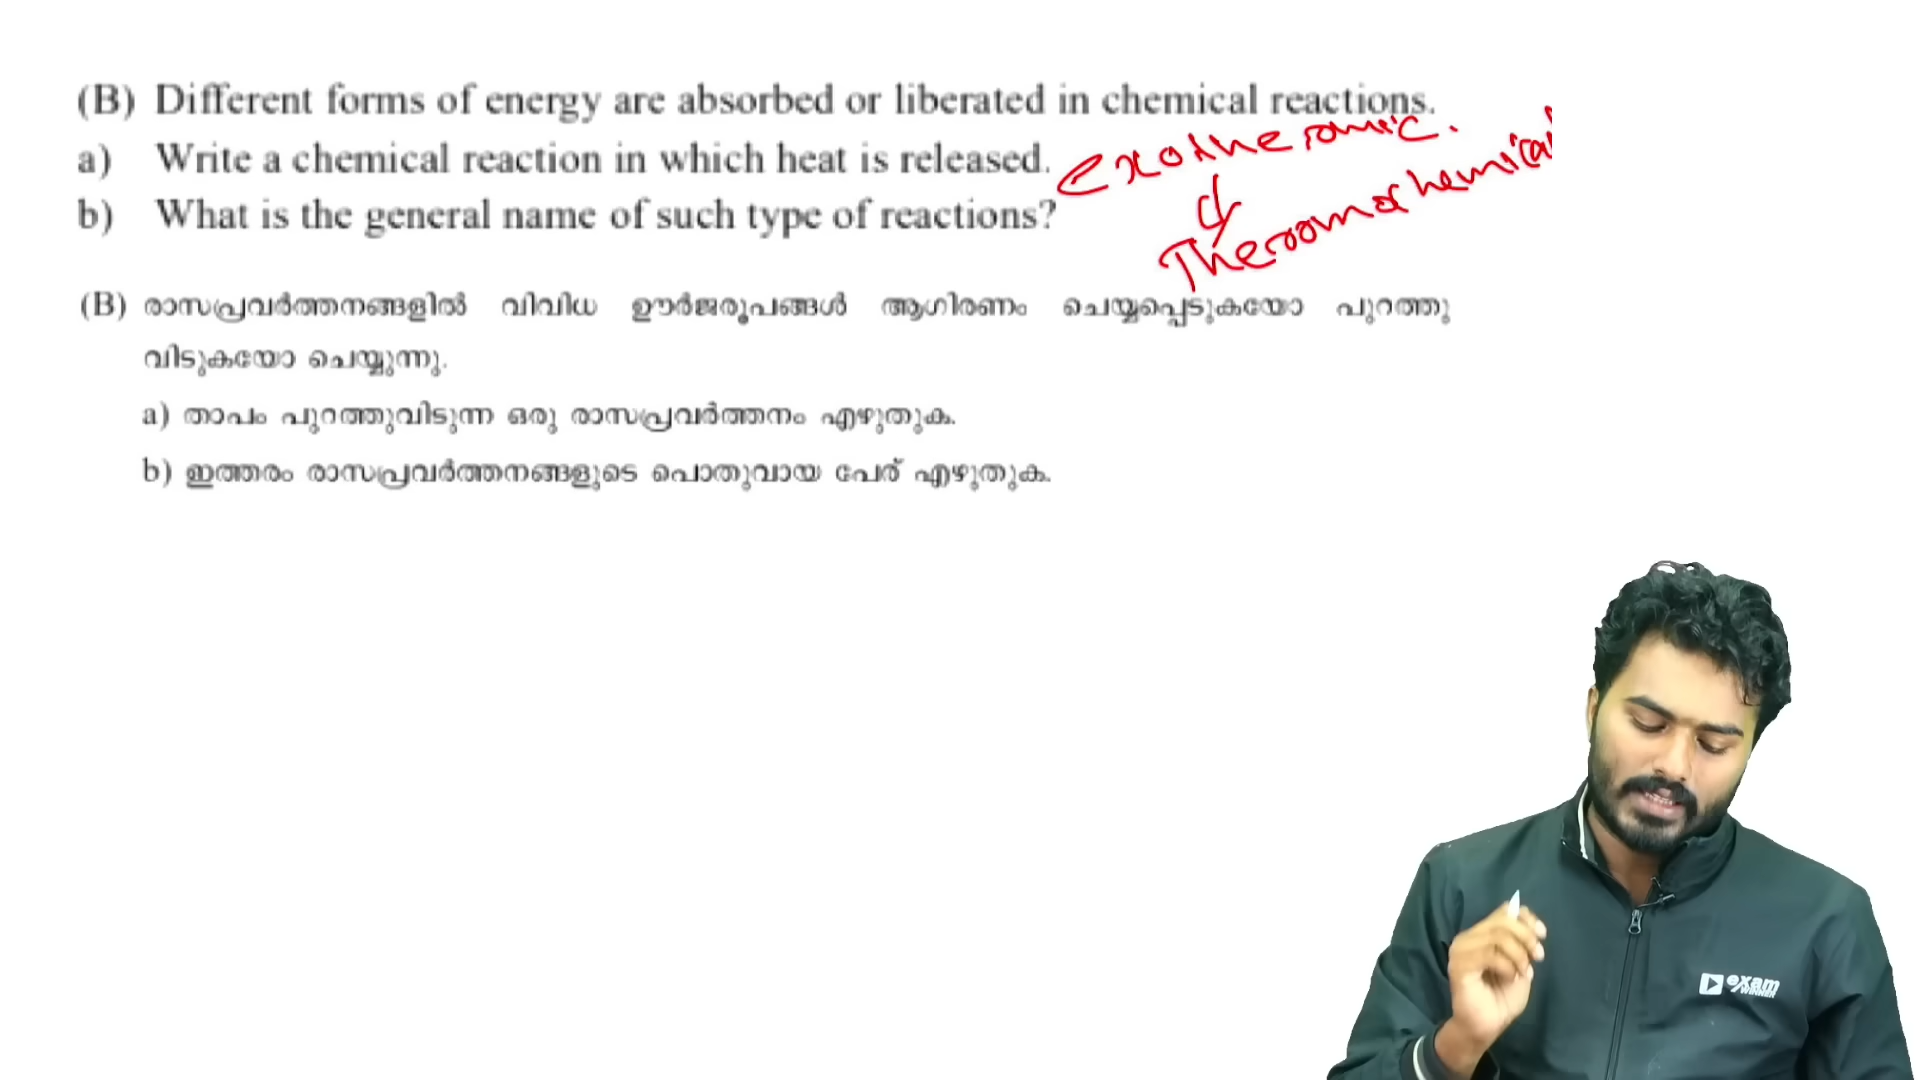 (B) Different forms of energy are absorbed or liberated in chemical reactions.
a) Write a chemical reaction in which heat is released.
exothermic.
b) What is the general name of such type of reactions?
Thermochemical
(B) രാസപ്രവർത്തനങ്ങളിൽ വിവിധ ഊർജരൂപങ്ങൾ ആഗിരണം ചെയ്യപ്പെടുകയോ പുറത്തു
വിടുകയോ ചെയ്യുന്നു.
a) താപം പുറത്തുവിടുന്ന ഒരു രാസപ്രവർത്തനം എഴുതുക.
b) ഇത്തരം രാസപ്രവർത്തനങ്ങളുടെ പൊതുവായ പേര് എഴുതുക.
exam
WINNER